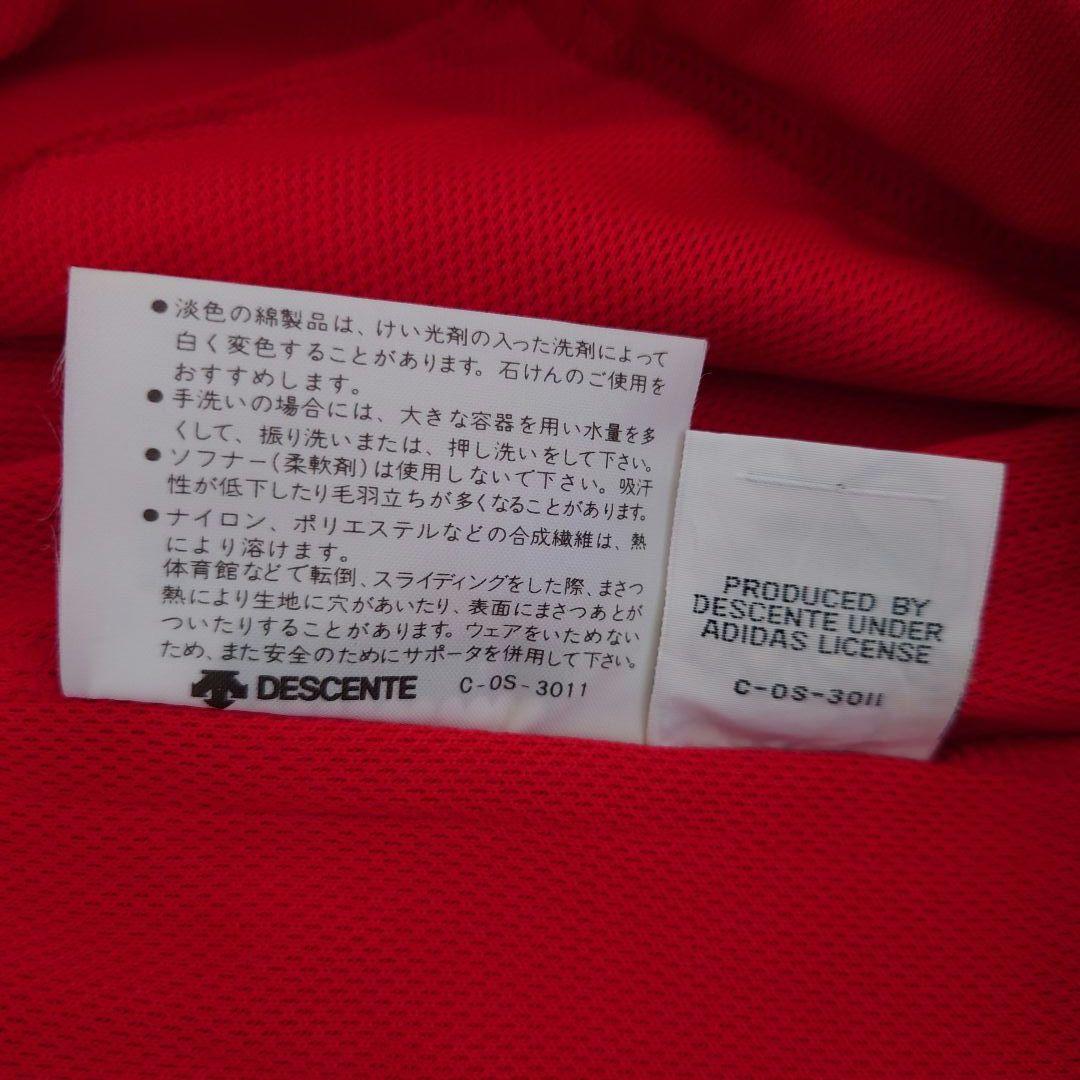 ●淡色の綿製品は、けい光剤の入った洗剤によって
白く変色することがあります。石けんのご使用を
おすすめします。
●手洗いの場合には、大きな容器を用い水量を多
くして、振り洗いまたは、押し洗いをして下さい。
●ソフナー(柔軟剤)は使用しないで下さい。吸汗
性が低下したり毛羽立ちが多くなることがあります。
●ナイロン、ポリエステルなどの合成繊維は、熱
により溶けます。
体育館などで転倒、スライディングをした際、まさつ
熱により生地に穴があいたり、表面にまさつあとが
ついたりすることがあります。ウェアをいためない
ため、また安全のためにサポータを併用して下さい。
DESCENTE C-OS-3011
PRODUCED BY
DESCENTE UNDER
ADIDAS LICENSE
C-OS-3011